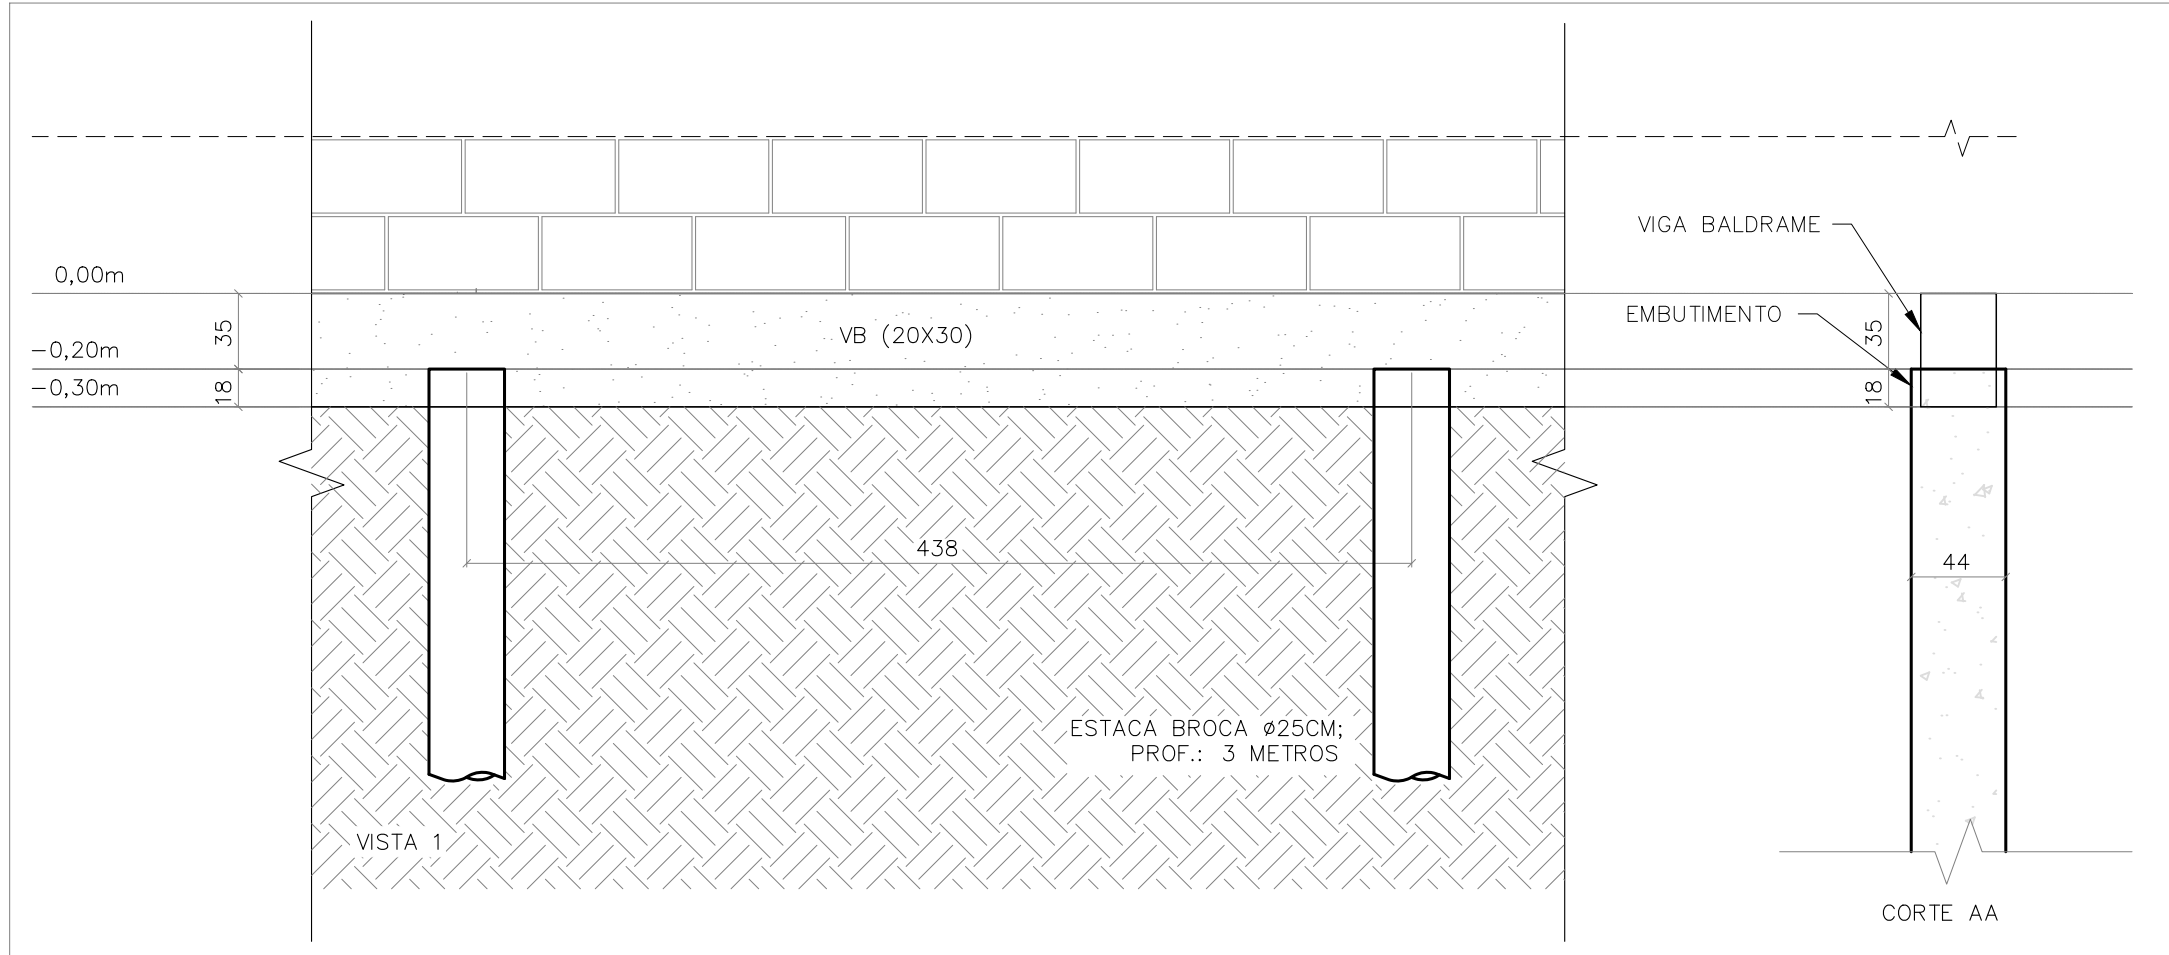 VIGA BALDRAME
0,00m
EMBUTIMENTO
35
VB (20X30)
35
-0,20m
-0,30m
18
18
438
44
ESTACA BROCA ø25CM;
PROF.: 3 METROS
VISTA 1
CORTE AA